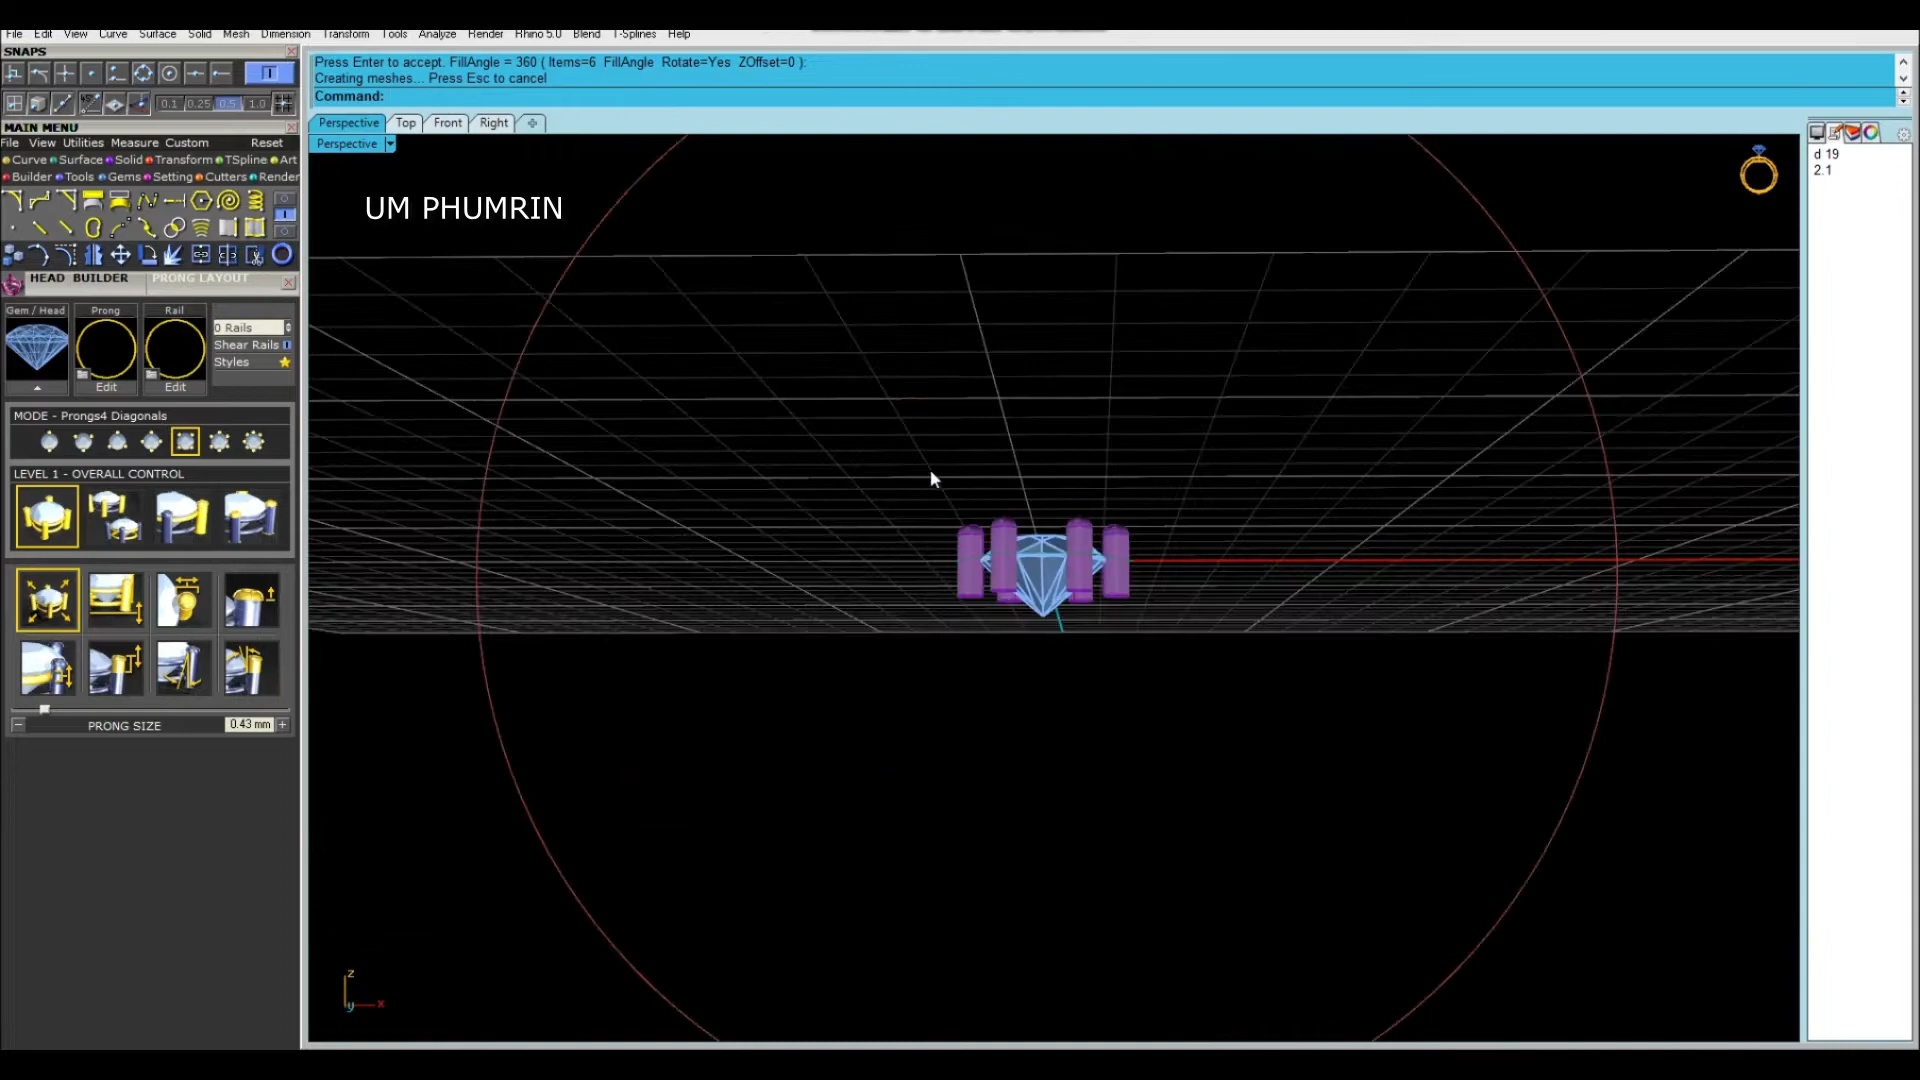 File Edit View Curve Surface Solid Mesh Dimension Transform Tools Analyze Render Rhino 5.0 Blend T-Splines Help
SNAPS
0.1 0.25 0.5 1.0
MAIN MENU
File View Utilities Measure Custom Reset
Curve Surface Solid Transform TSpline Art
Builder Tools Gems Setting Cutters Render
HEAD BUILDER PRONG LAYOUT
Gem / Head Prong Rail
0 Rails
Shear Rails
Styles
Edit Edit
MODE - Prongs4 Diagonals
LEVEL 1 - OVERALL CONTROL
PRONG SIZE 0.43 mm
Press Enter to accept. FillAngle = 360 ( Items=6 FillAngle Rotate=Yes ZOffset=0 ):
Creating meshes... Press Esc to cancel
Command:
Perspective Top Front Right
Perspective
UM PHUMRIN
z
y x
d 19
2.1